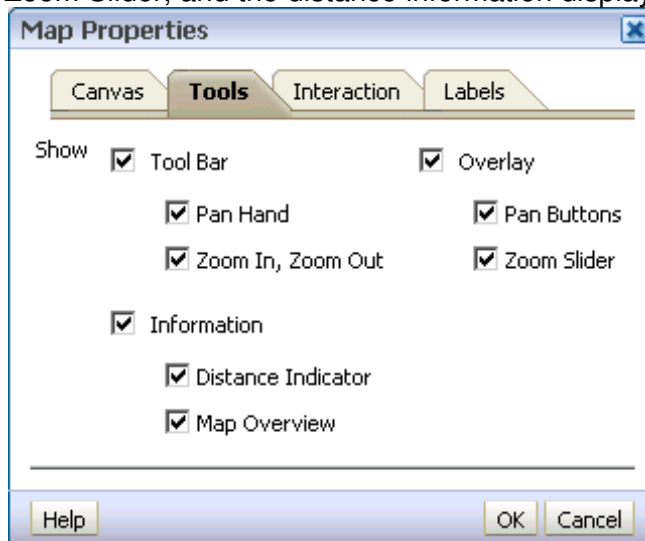 Zoom Slider, and the distance information display
Map Properties
Canvas Tools Interaction Labels
Show Tool Bar Overlay
Pan Hand Pan Buttons
Zoom In, Zoom Out Zoom Slider
Information
Distance Indicator
Map Overview
Help OK Cancel